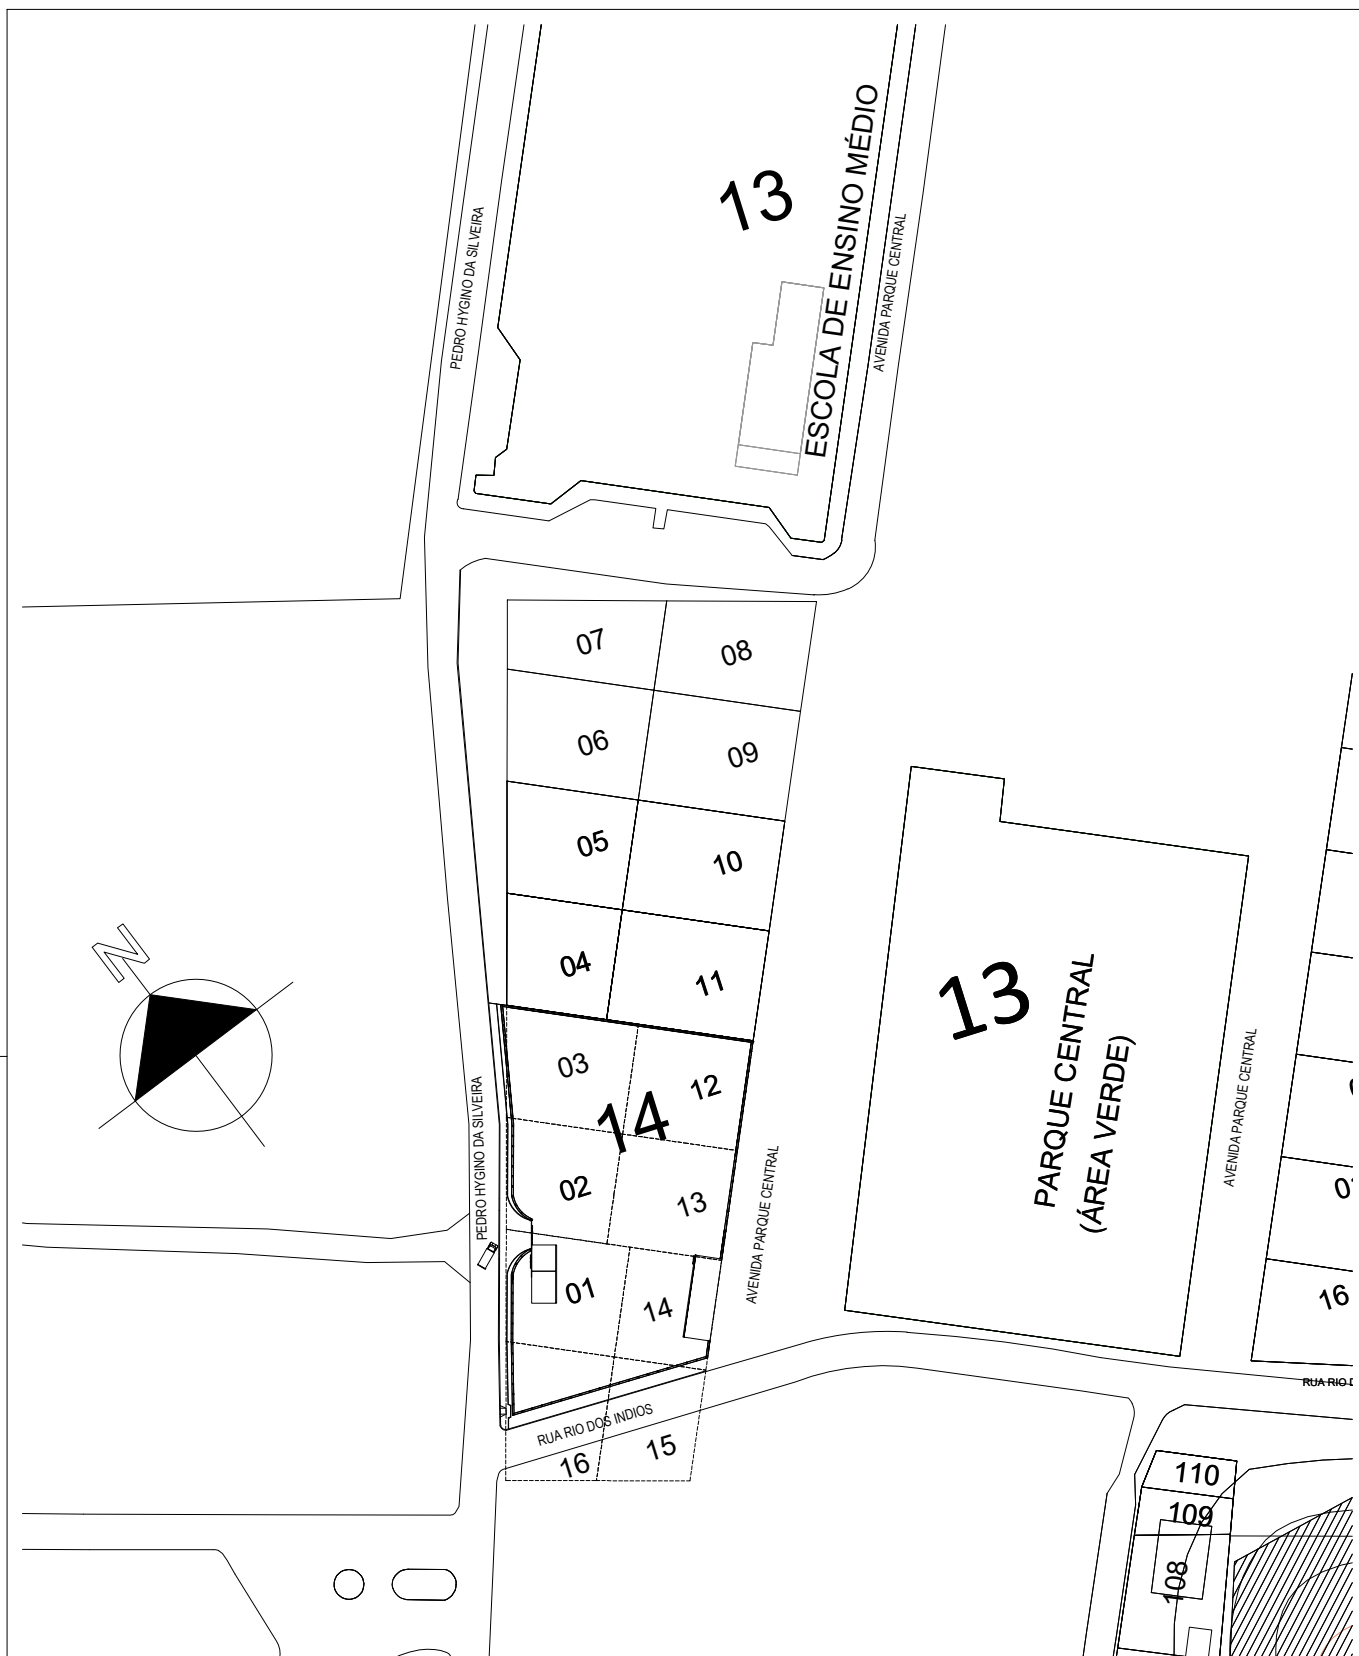 13
ESCOLA DE ENSINO MÉDIO
PEDRO HYGINO DA SILVEIRA
AVENIDA PARQUE CENTRAL
07
08
06
09
05
10
04
11
N
13
PARQUE CENTRAL
(ÁREA VERDE)
AVENIDA PARQUE CENTRAL
03
12
14
PEDRO HYGINO DA SILVEIRA
02
13
AVENIDA PARQUE CENTRAL
01
14
16
RUA RIO
RUA RIO DOS INDIOS
15
16
110
109
108